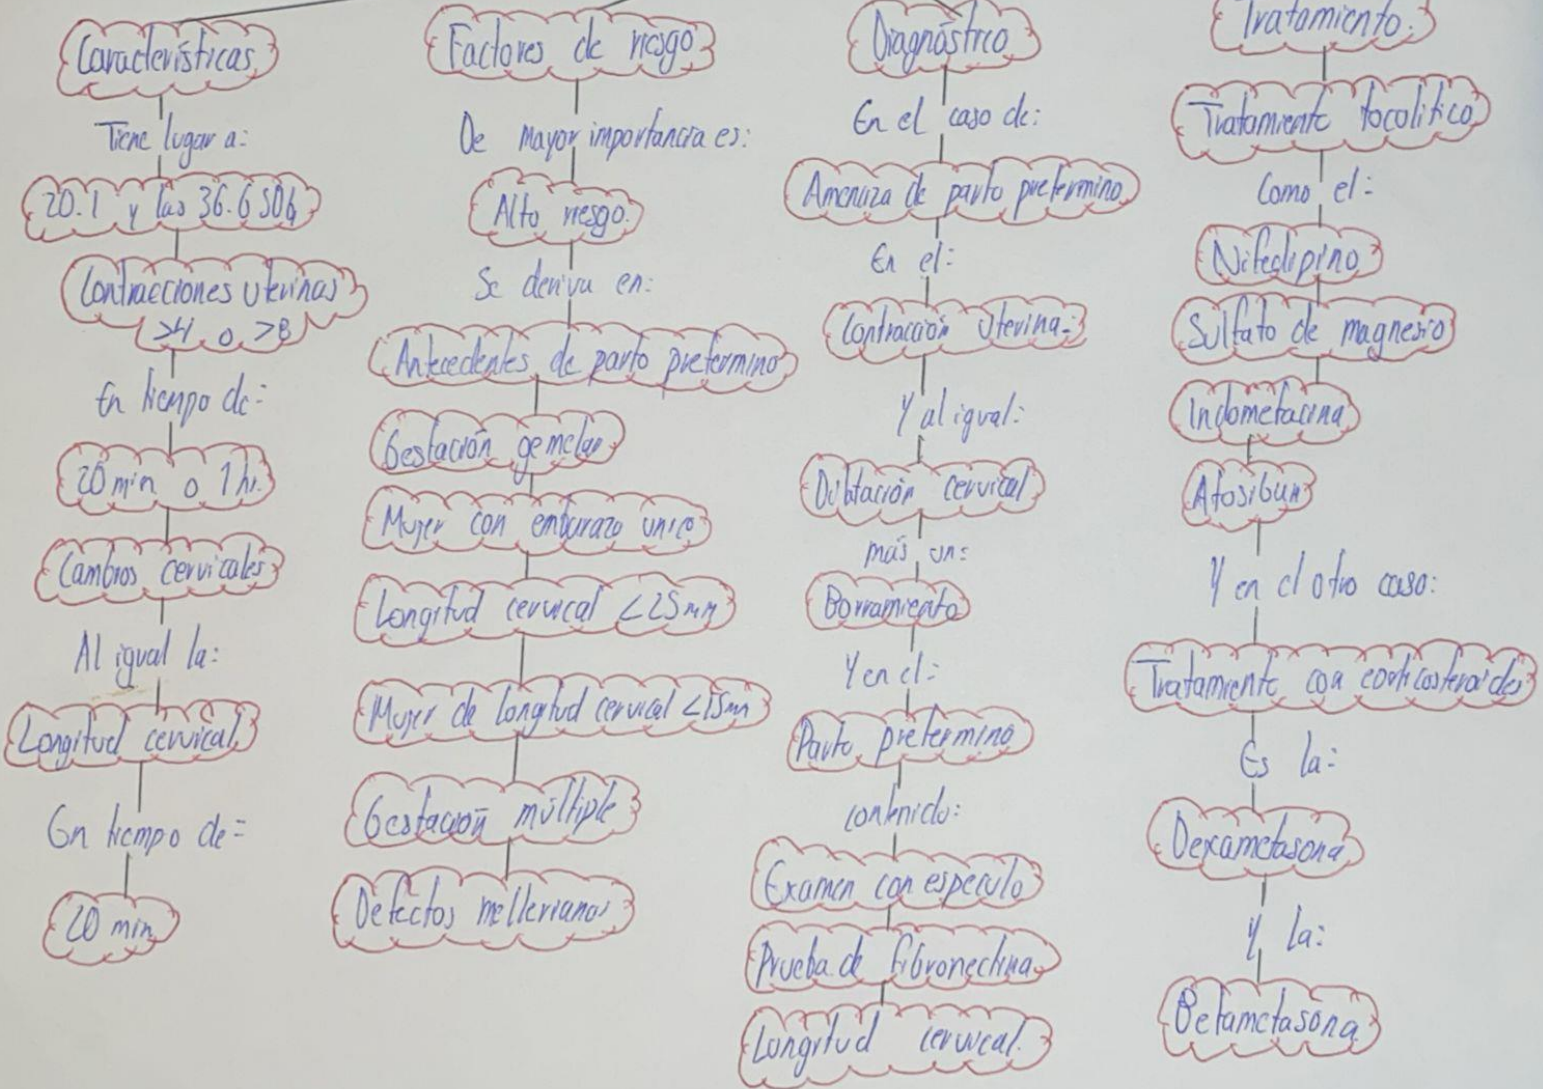 Características
Tiene lugar a:
20.1 y las 36.6 SDG
Contracciones uterinas
>4 o >8
En tiempo de:
20 min o 1 hr.
Cambios cervicales
Al igual la:
Longitud cervical
En tiempo de:
20 min
Factores de riesgo
De mayor importancia es:
Alto riesgo.
Se deriva en:
Antecedentes de parto pretermino
Gestación gemelar
Mujer con embarazo unico
Longitud cervical <25mm
Mujer de longitud cervical <15mm
Gestación múltiple
Defectos mellerianos
Diagnóstico
En el caso de:
Amenaza de parto pretermino
En el:
Contracción uterina:
Y al igual:
Dilatación cervical
más un:
Borramiento
Y en el:
Parto pretermino
contenido:
Examen con especulo
Prueba de fibronectina
Longitud cervical.
Tratamiento.
Tratamiento tocolitico
Como el:
Nifedipino
Sulfato de magnesio
Indometacina
Atosiban
Y en el otro caso:
Tratamiento con corticosteroides
Es la:
Dexametasona
Y la:
Betametasona